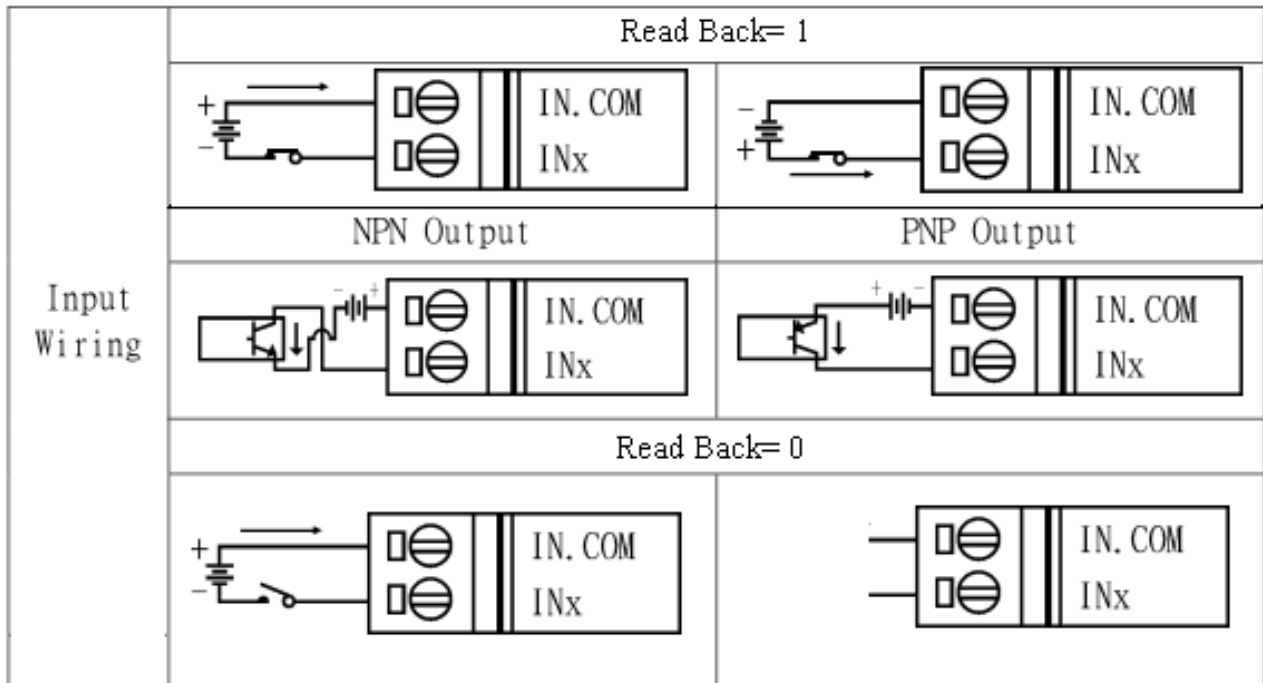 Read Back= 1
+
-
IN.COM
INx
-
+
IN.COM
INx
NPN Output
PNP Output
Input
Wiring
- +
IN.COM
INx
+ -
IN.COM
INx
Read Back= 0
+
-
IN.COM
INx
IN.COM
INx